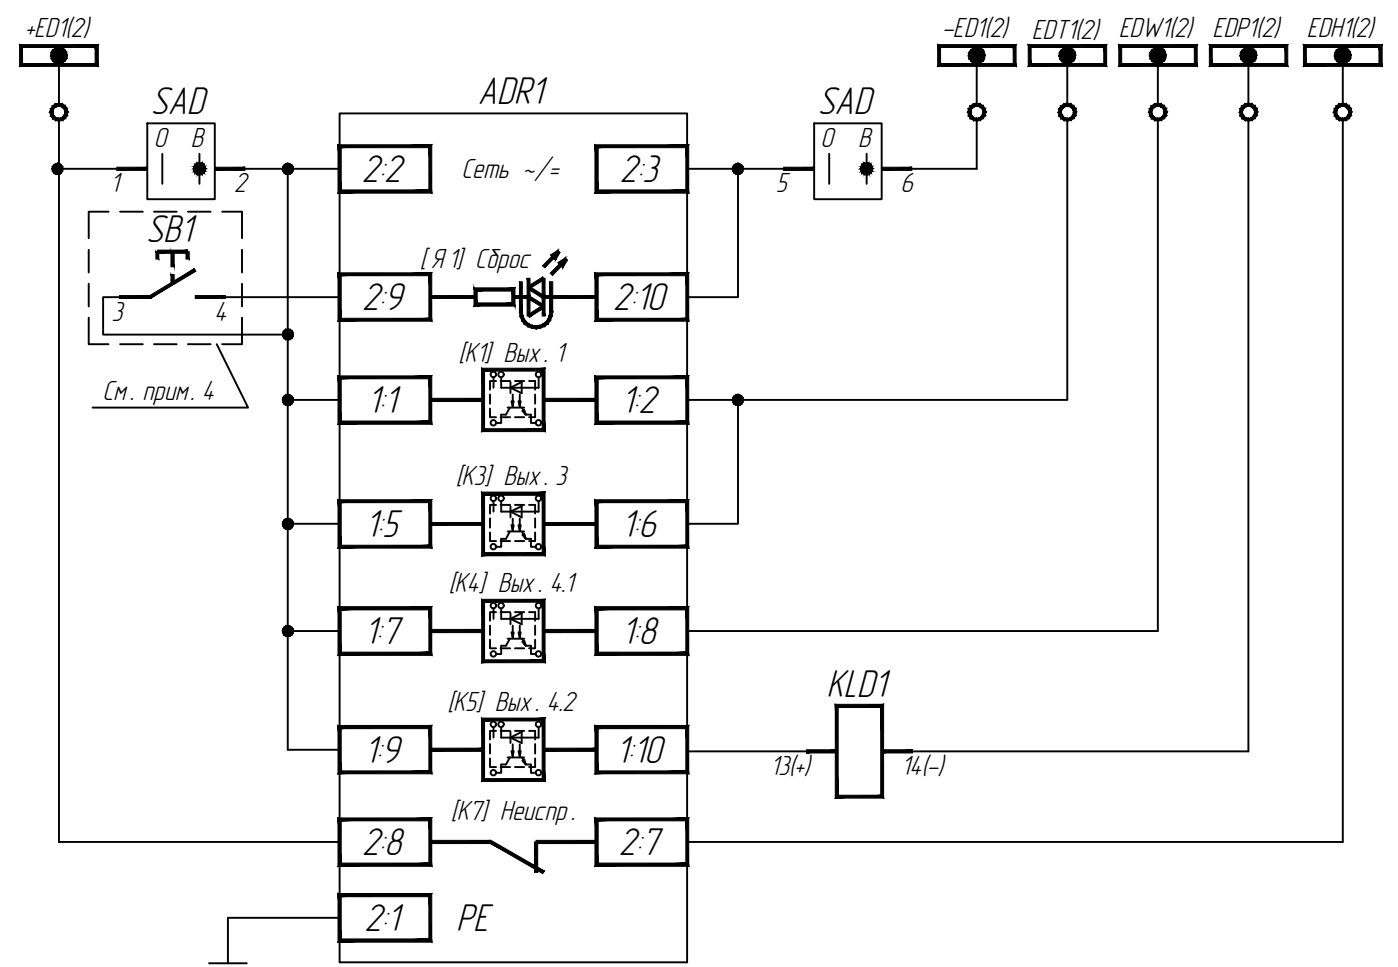 +ED1(2)
-ED1(2)
EDT1(2)
EDW1(2)
EDP1(2)
EDH1(2)
SAD
ADR1
SAD
O B
O B
1
2
2:2
Сеть ~/=
2:3
5
6
SB1
[Я1] Сброс
3
4
2:9
2:10
[K1] Вых. 1
См. прим. 4
1:1
1:2
[K3] Вых. 3
1:5
1:6
[K4] Вых. 4.1
1:7
1:8
KLD1
[K5] Вых. 4.2
1:9
1:10
13(+)
14(-)
[K7] Неиспр.
2:8
2:7
2:1
PE